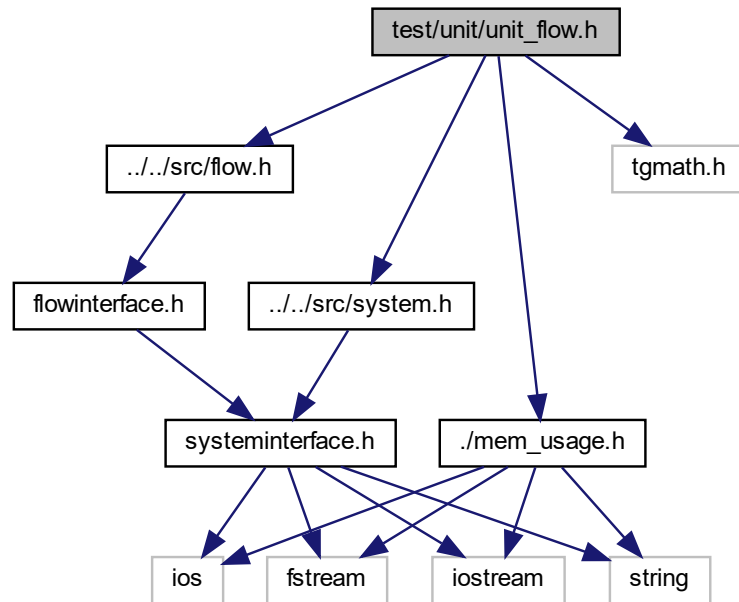 test/unit/unit_flow.h
../../src/flow.h
tgmath.h
flowinterface.h
../../src/system.h
systeminterface.h
./mem_usage.h
ios
fstream
iostream
string